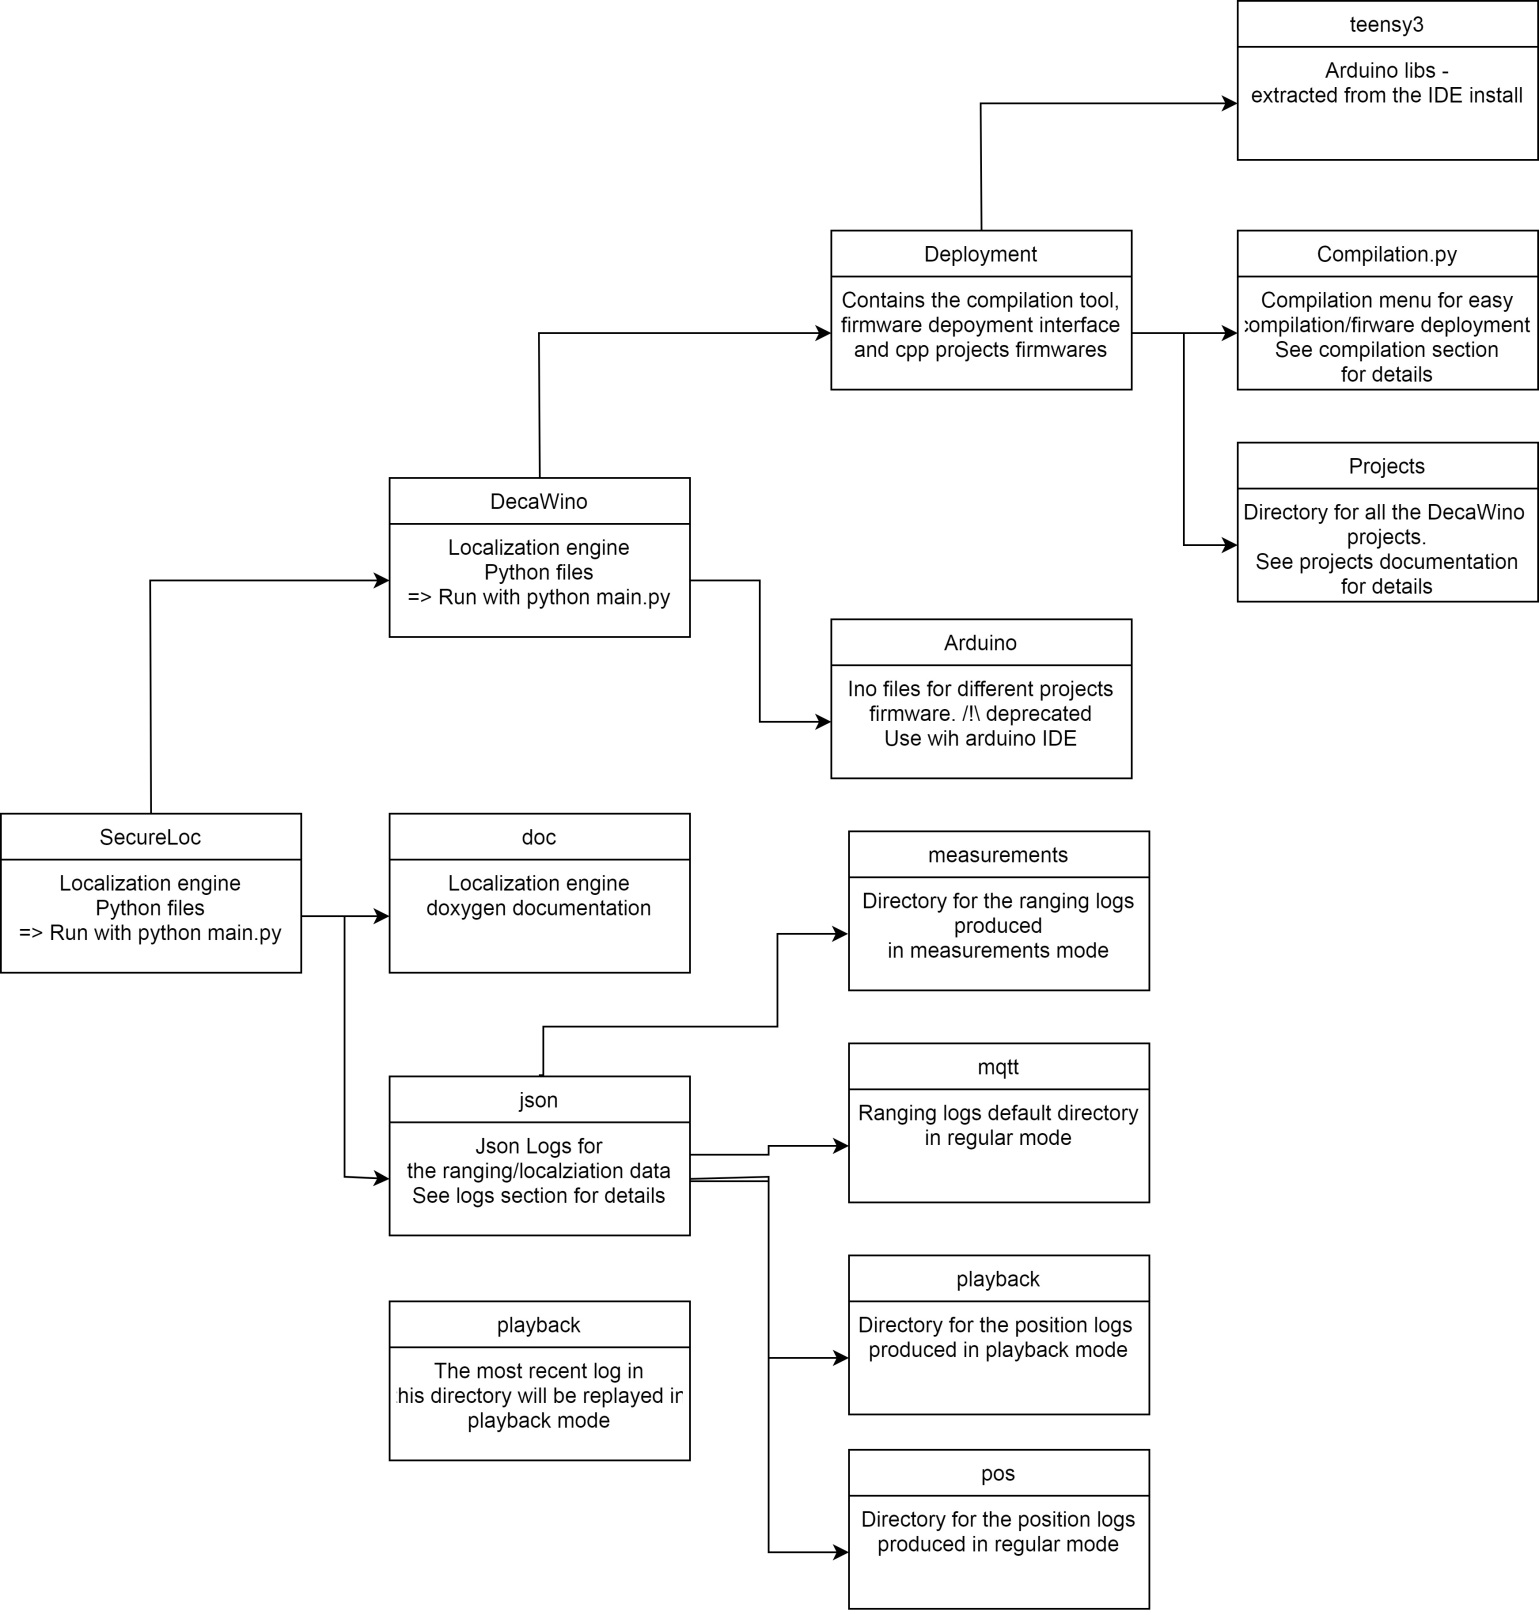 teensy3
Arduino libs -
extracted from the IDE install
Deployment
Contains the compilation tool,
firmware depoyment interface
and cpp projects firmwares
Compilation.py
Compilation menu for easy
compilation/firware deployment
See compilation section
for details
Projects
Directory for all the DecaWino
projects.
See projects documentation
for details
DecaWino
Localization engine
Python files
=> Run with python main.py
Arduino
Ino files for different projects
firmware. /!\ deprecated
Use wih arduino IDE
SecureLoc
Localization engine
Python files
=> Run with python main.py
doc
Localization engine
doxygen documentation
measurements
Directory for the ranging logs
produced
in measurements mode
json
Json Logs for
the ranging/localziation data
See logs section for details
mqtt
Ranging logs default directory
in regular mode
playback
The most recent log in
his directory will be replayed in
playback mode
playback
Directory for the position logs
produced in playback mode
pos
Directory for the position logs
produced in regular mode